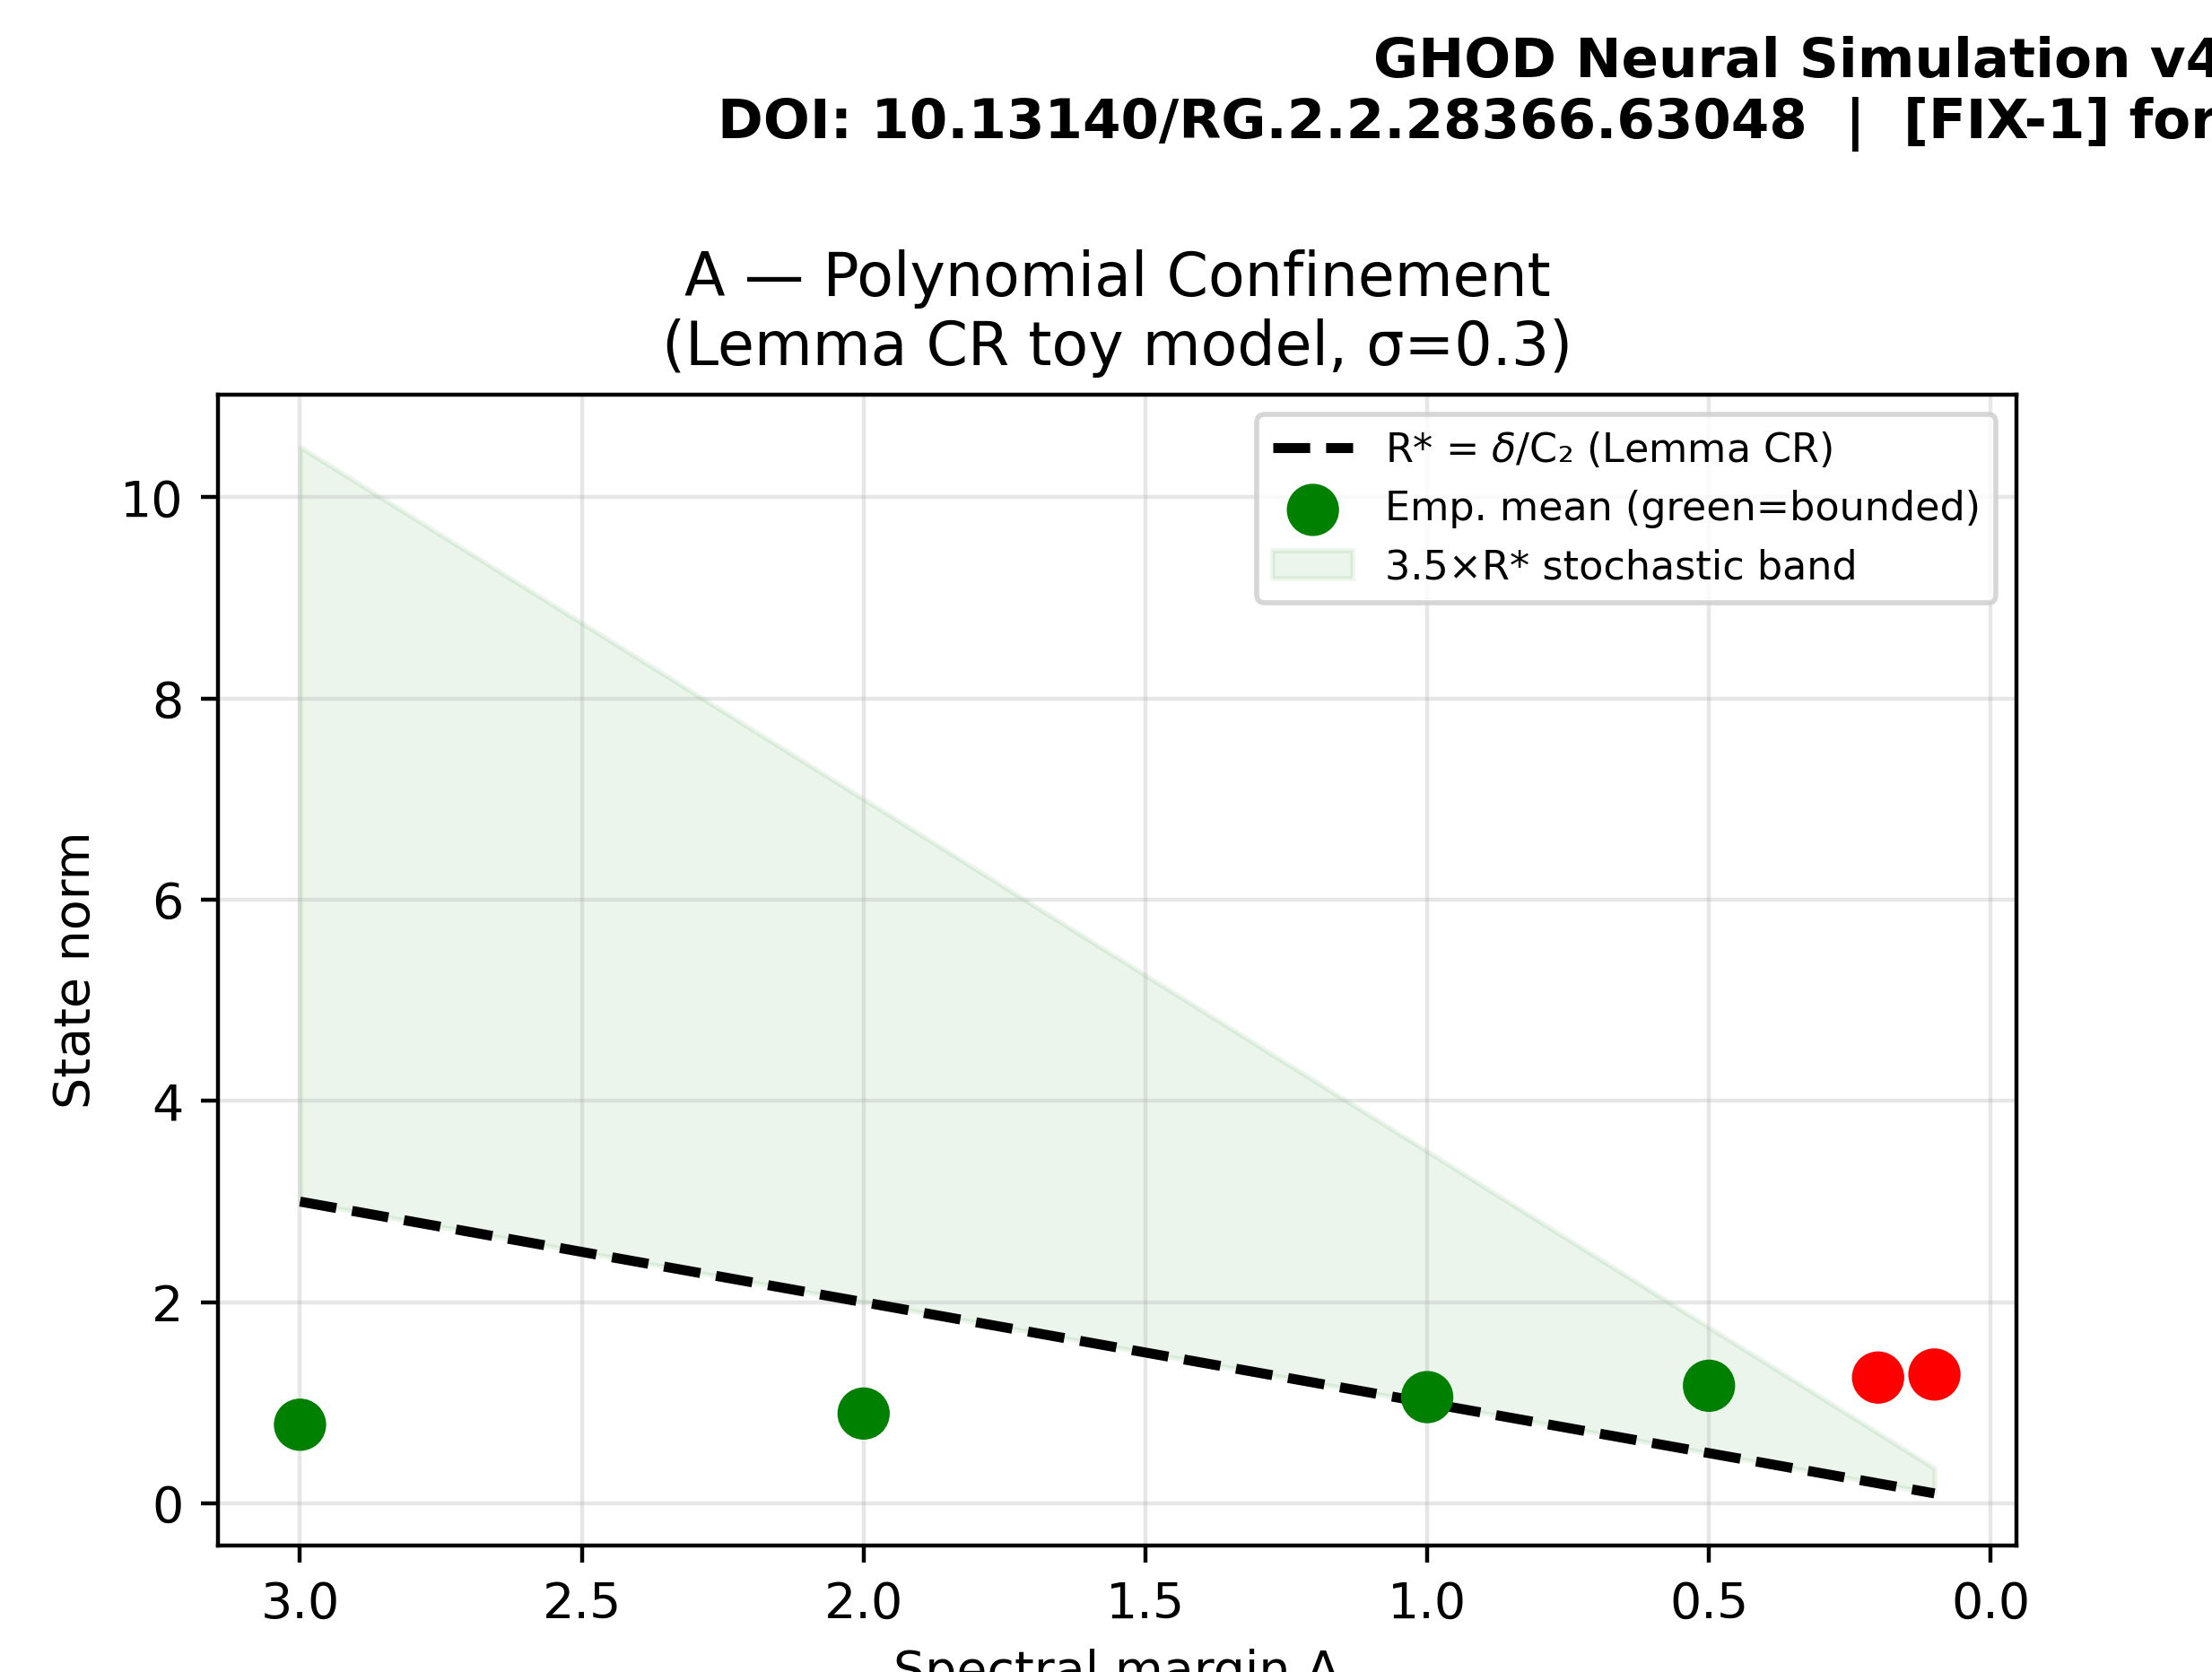 GHOD Neural Simulation v4
DOI: 10.13140/RG.2.2.28366.63048 | [FIX-1] for
A — Polynomial Confinement
(Lemma CR toy model, σ=0.3)
R* = δ/C₂ (Lemma CR)
Emp. mean (green=bounded)
3.5×R* stochastic band
10
8
6
4
2
0
State norm
3.0 2.5 2.0 1.5 1.0 0.5 0.0
Spectral margin